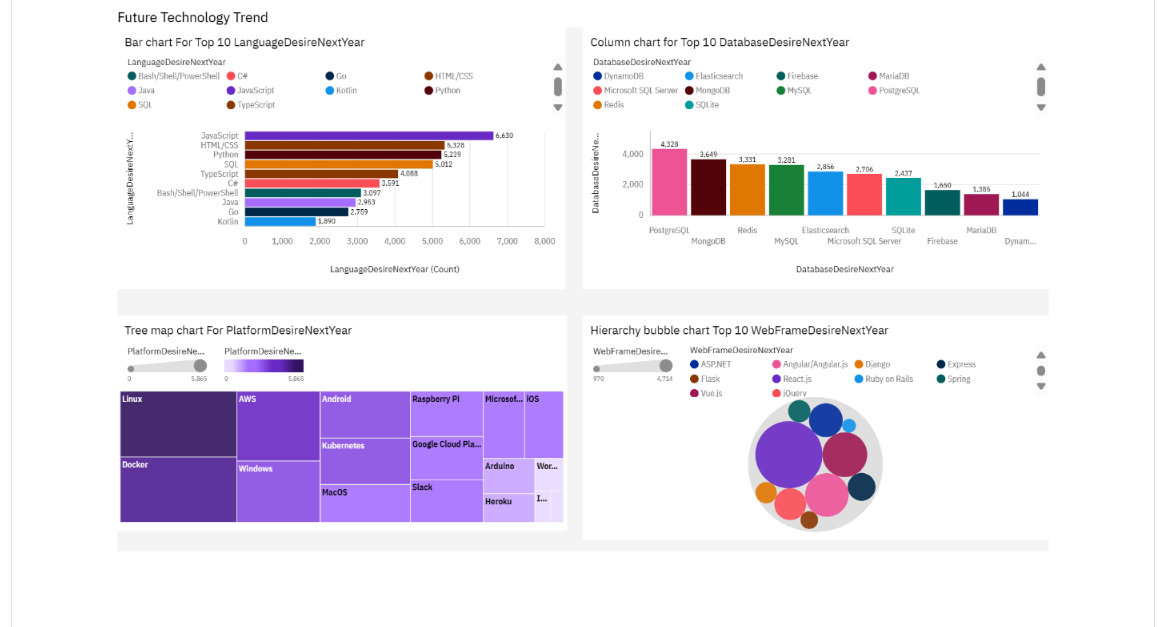 Future Technology Trend
Bar chart For Top 10 LanguageDesireNextYear
LanguageDesireNextYear
Bash/Shell/PowerShell C# Go HTML/CSS
Java JavaScript Kotlin Python
SQL TypeScript
LanguageDesireNextY...
JavaScript 6,630
HTML/CSS 5,328
Python 5,239
SQL 5,012
TypeScript 4,088
C# 3,591
Bash/Shell/PowerShell 3,097
Java 2,953
Go 2,759
Kotlin 1,890
0 1,000 2,000 3,000 4,000 5,000 6,000 7,000 8,000
LanguageDesireNextYear (Count)
Column chart for Top 10 DatabaseDesireNextYear
DatabaseDesireNextYear
DynamoDB Elasticsearch Firebase MariaDB
Microsoft SQL Server MongoDB MySQL PostgreSQL
Redis SQLite
DatabaseDesireNe...
4,328 3,649 3,331 3,281 2,856 2,706 2,437 1,650 1,385 1,044
4,000
2,000
0
PostgreSQL Redis Elasticsearch SQLite MariaDB
MongoDB MySQL Microsoft SQL Server Firebase Dynam...
DatabaseDesireNextYear
Tree map chart For PlatformDesireNextYear
PlatformDesireNe... PlatformDesireNe...
0 5,865 0 5,865
Linux AWS Android Raspberry Pi Microsof... iOS
Kubernetes Google Cloud Pla...
Docker Windows Arduino Wor...
MacOS Slack Heroku I...
Hierarchy bubble chart Top 10 WebFrameDesireNextYear
WebFrameDesire... WebFrameDesireNextYear
970 4,714
ASP.NET Angular/Angular.js Django Express
Flask React.js Ruby on Rails Spring
Vue.js jQuery